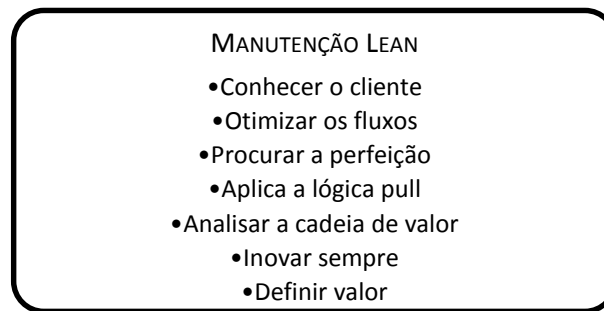 MANUTENÇÃO LEAN
•Conhecer o cliente
•Otimizar os fluxos
•Procurar a perfeição
•Aplica a lógica pull
•Analisar a cadeia de valor
•Inovar sempre
•Definir valor